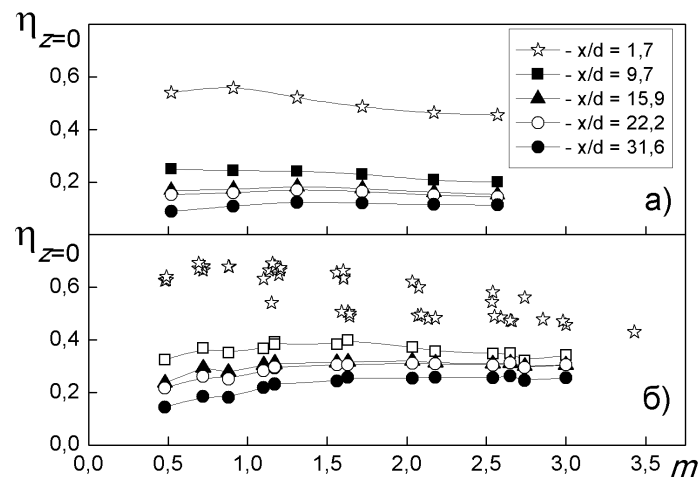 η z=0
0,6
0,4
0,2
- x/d = 1,7
- x/d = 9,7
- x/d = 15,9
- x/d = 22,2
- x/d = 31,6
а)
η z=0
0,6
0,4
0,2
0,0
б)
0,0 0,5 1,0 1,5 2,0 2,5 3,0 3,5 m